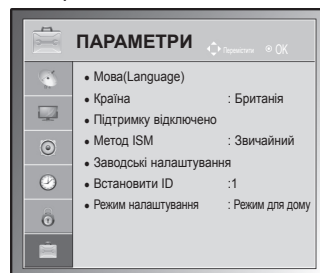 ПАРАМЕТРИ
Перемістити
OK
• Мова(Language)
• Країна : Британія
• Підтримку відключено
• Метод ISM : Звичайний
• Заводські налаштування
• Встановити ID :1
• Режим налаштування : Режим для дому